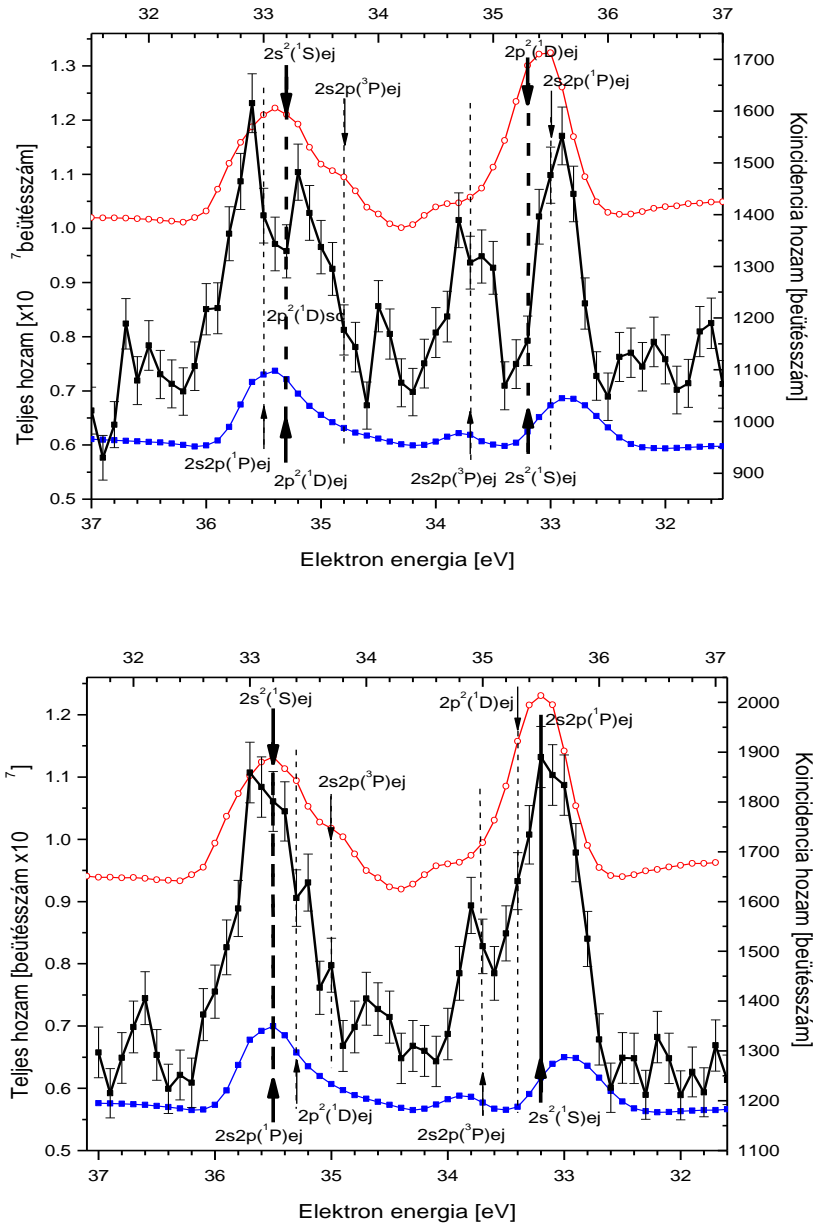 32 33 34 35 36 37
2s²(¹S)ej 2p²(¹D)ej
2s2p(³P)ej 2s2p(¹P)ej
1.3 1.2 1.1 1.0 0.9 0.8 0.7 0.6 0.5
Teljes hozam [x10⁷beütésszám]
1700 1600 1500 1400 1300 1200 1100 1000 900
Koincidencia hozam [beütésszám]
2p²(¹D)sc
2s2p(¹P)ej 2s2p(³P)ej 2s²(¹S)ej
2p²(¹D)ej
37 36 35 34 33 32
Elektron energia [eV]
32 33 34 35 36 37
2s²(¹S)ej 2p²(¹D)ej
2s2p(¹P)ej
2s2p(³P)ej
1.2 1.1 1.0 0.9 0.8 0.7 0.6 0.5
Teljes hozam [beütésszám x10⁷]
2000 1900 1800 1700 1600 1500 1400 1300 1200 1100
Koincidencia hozam [beütésszám]
2p²(¹D)ej 2s²(¹S)ej
2s2p(¹P)ej 2s2p(³P)ej
37 36 35 34 33 32
Elektron energia [eV]